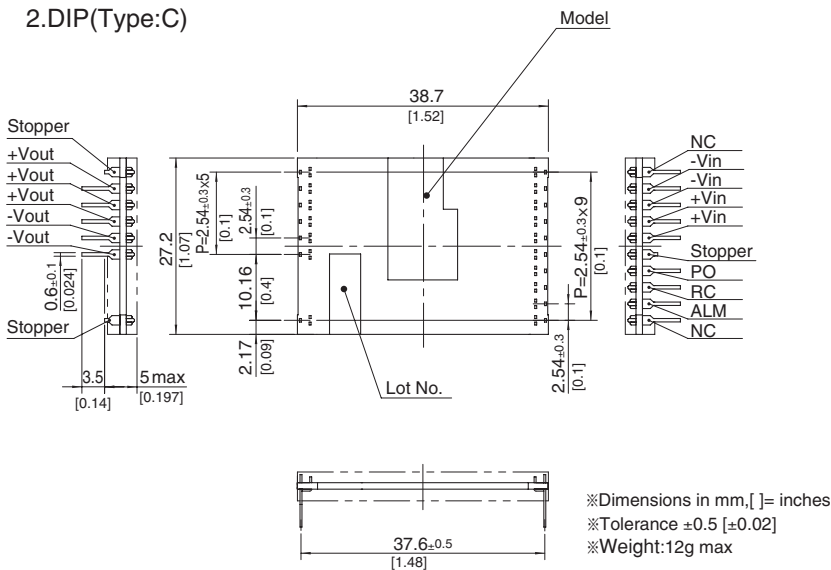 2.DIP(Type:C)
Model
38.7
[1.52]
Stopper
+Vout
+Vout
+Vout
-Vout
-Vout
0.6±0.1
[0.024]
Stopper
3.5
[0.14]
5 max
[0.197]
27.2
[1.07]
P=2.54±0.3x5
[0.1]
2.54±0.3
[0.1]
10.16
[0.4]
2.17
[0.09]
Lot No.
P=2.54±0.3x9
[0.1]
2.54±0.3
[0.1]
NC
-Vin
-Vin
+Vin
+Vin
Stopper
PO
RC
ALM
NC
37.6±0.5
[1.48]
※Dimensions in mm,[ ]= inches
※Tolerance ±0.5 [±0.02]
※Weight:12g max